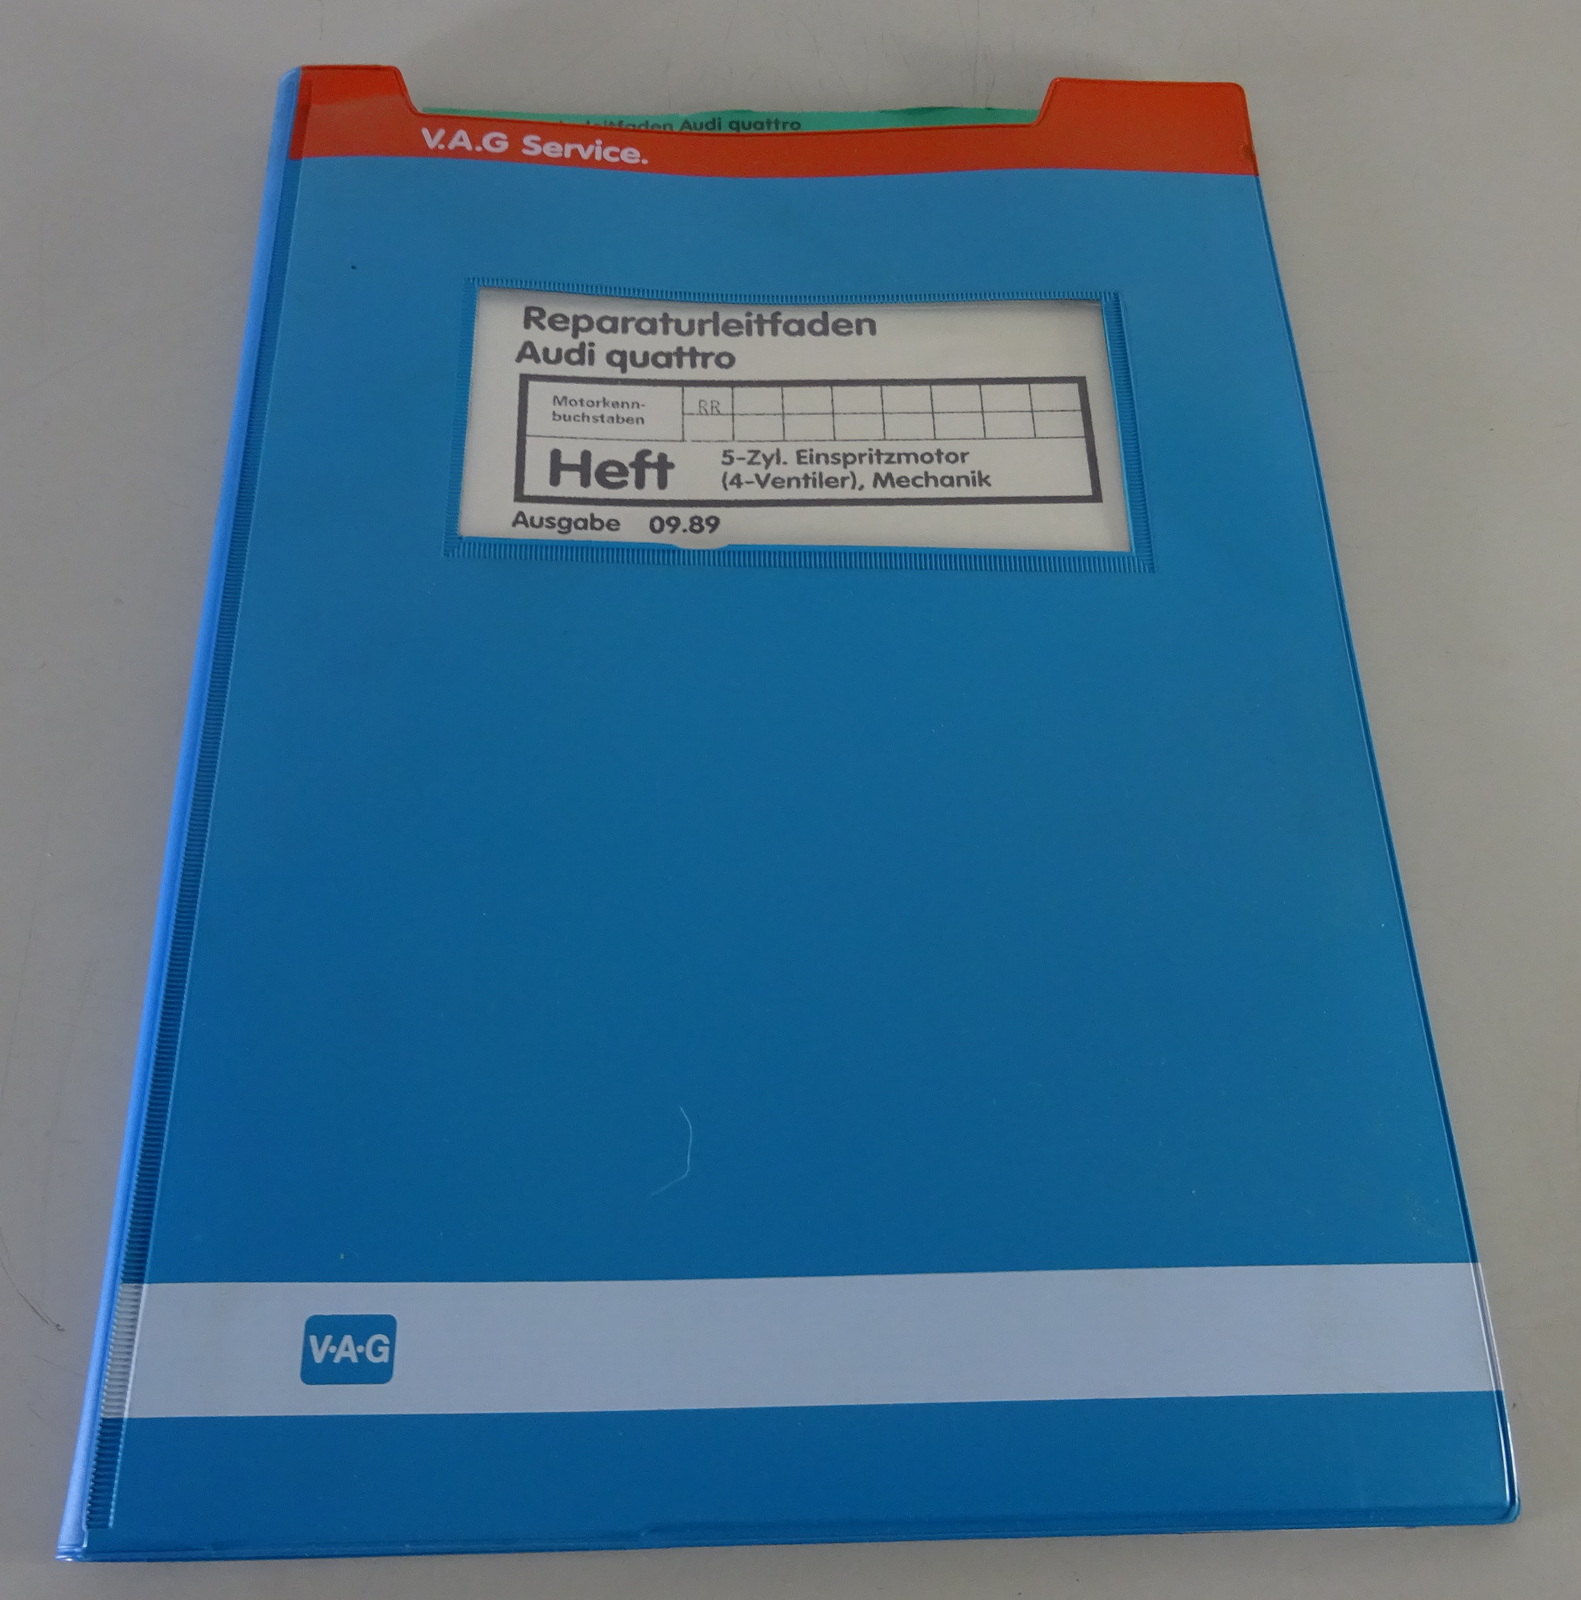 Audi quattro
V.A.G Service.
Reparaturleitfaden
Audi quattro
Motorkenn-
buchstaben
RR
Heft
5-Zyl. Einspritzmotor
(4-Ventiler), Mechanik
Ausgabe 09.89
V·A·G